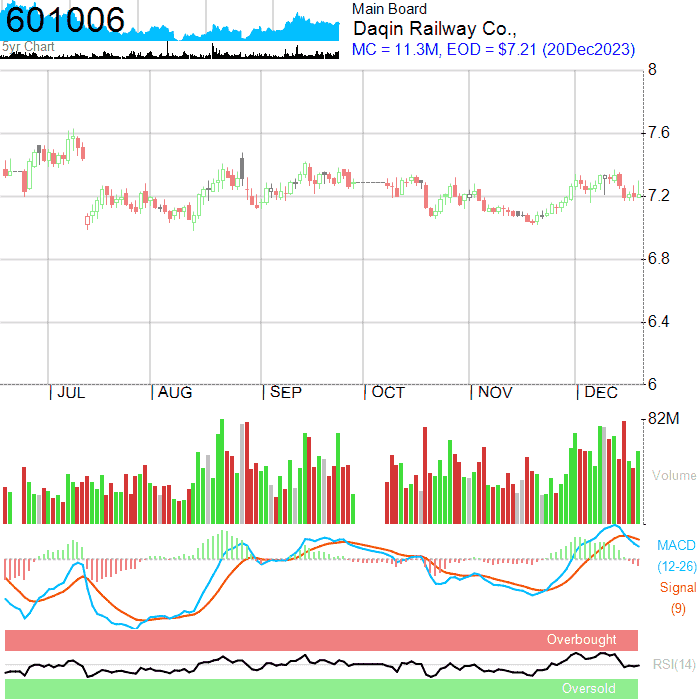 601006
5yr Chart
Main Board
Daqin Railway Co.,
MC = 11.3M, EOD = $7.21 (20Dec2023)
8
7.6
7.2
6.8
6.4
6
JUL
AUG
SEP
OCT
NOV
DEC
82M
Volume
MACD
(12-26)
Signal
(9)
Overbought
RSI(14)
Oversold